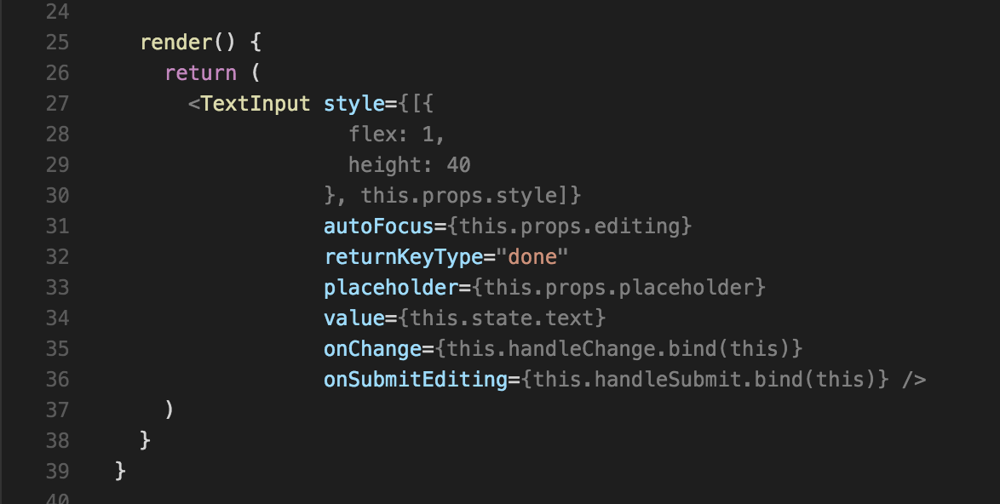 24
25 render() {
26 return (
27 <TextInput style={[{
28 flex: 1,
29 height: 40
30 }, this.props.style]}
31 autoFocus={this.props.editing}
32 returnKeyType="done"
33 placeholder={this.props.placeholder}
34 value={this.state.text}
35 onChange={this.handleChange.bind(this)}
36 onSubmitEditing={this.handleSubmit.bind(this)} />
37 )
38 }
39 }
40